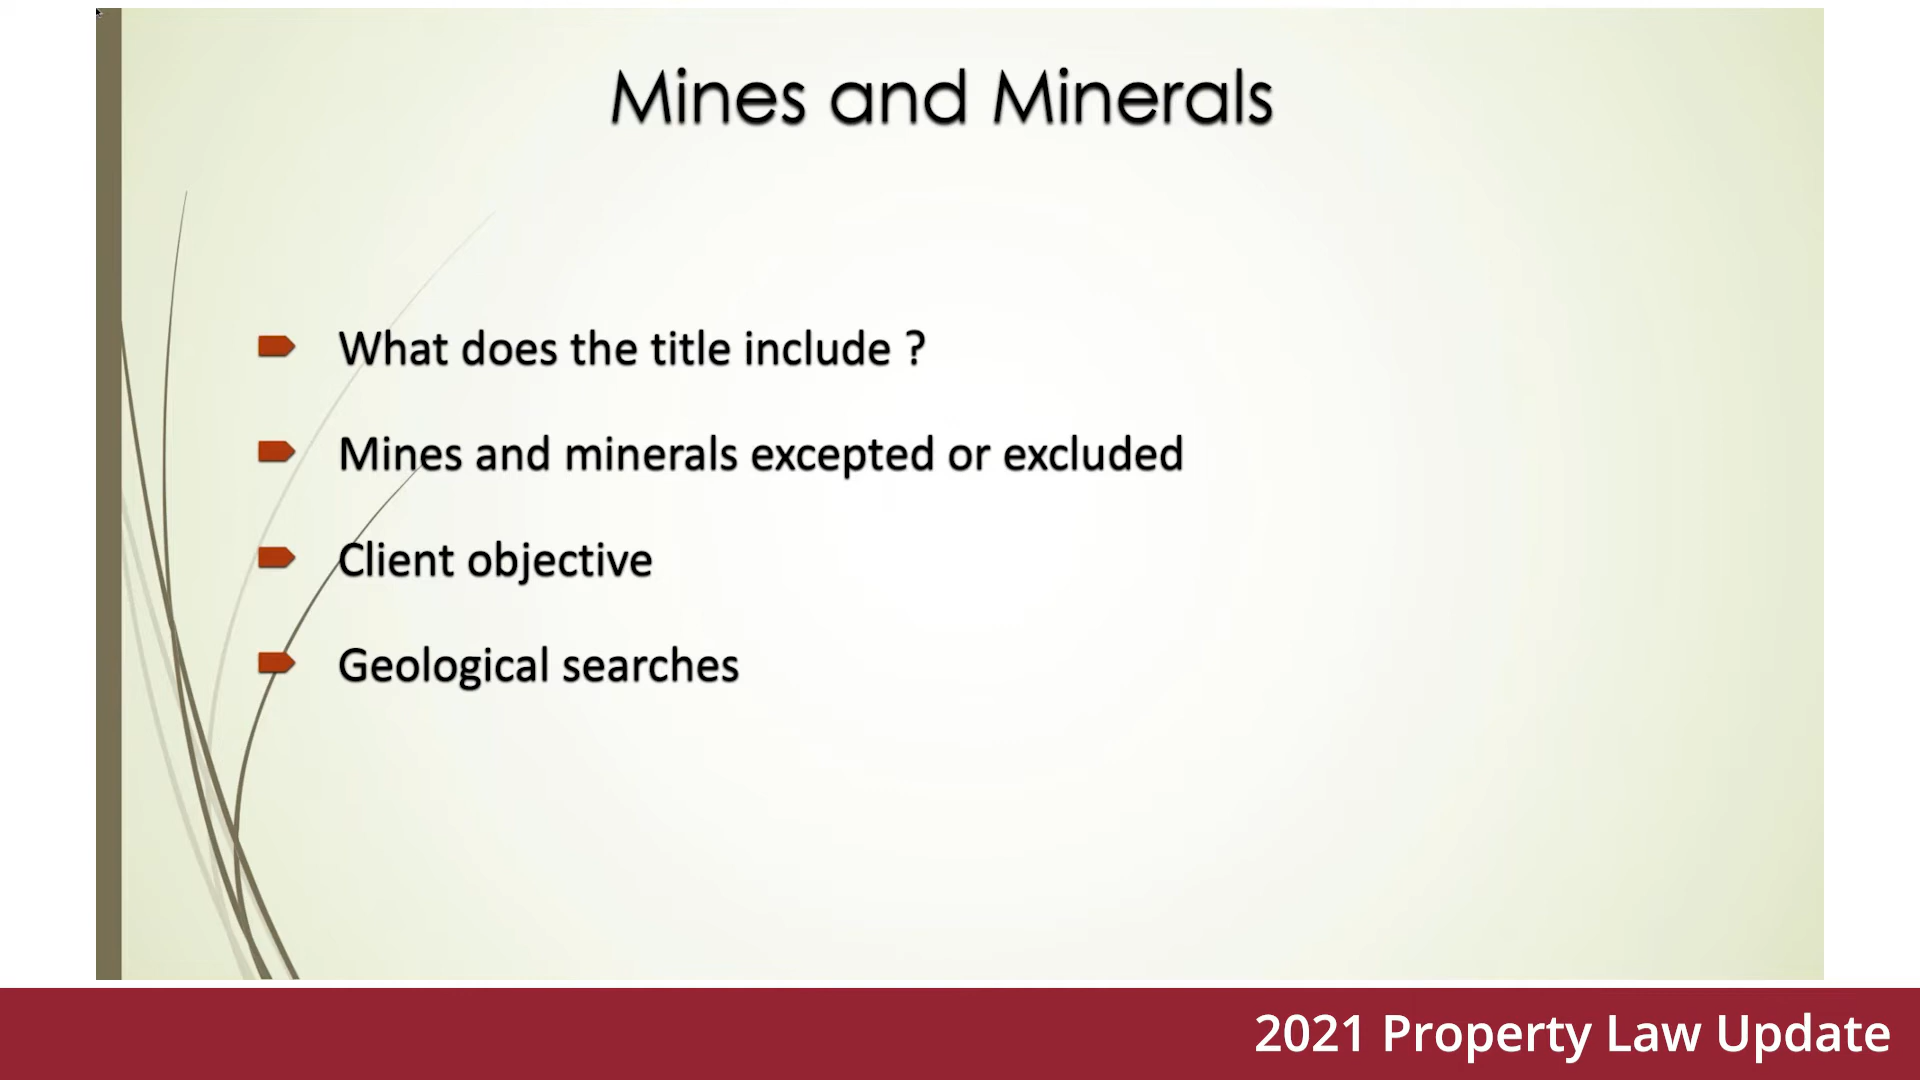 Mines and Minerals
What does the title include ?
Mines and minerals excepted or excluded
Client objective
Geological searches
2021 Property Law Update